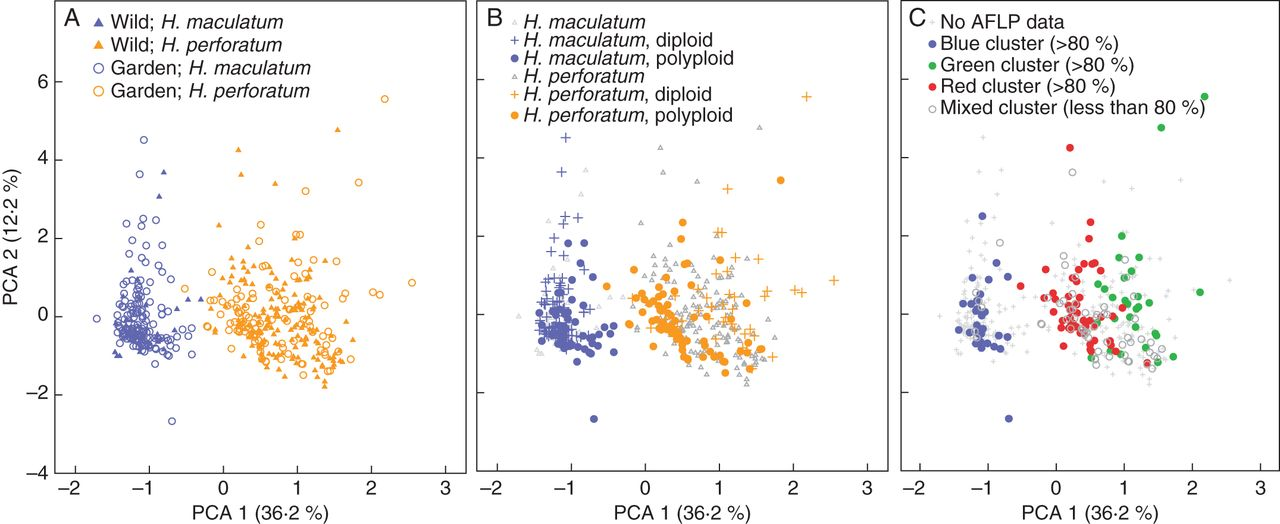 A
Wild; H. maculatum
Wild; H. perforatum
Garden; H. maculatum
Garden; H. perforatum
B
H. maculatum
H. maculatum, diploid
H. maculatum, polyploid
H. perforatum
H. perforatum, diploid
H. perforatum, polyploid
C
No AFLP data
Blue cluster (>80 %)
Green cluster (>80 %)
Red cluster (>80 %)
Mixed cluster (less than 80 %)
PCA 2 (12·2 %)
6
4
2
0
–2
–4
–2 –1 0 1 2 3
–2 –1 0 1 2 3
–2 –1 0 1 2 3
PCA 1 (36·2 %)
PCA 1 (36·2 %)
PCA 1 (36·2 %)